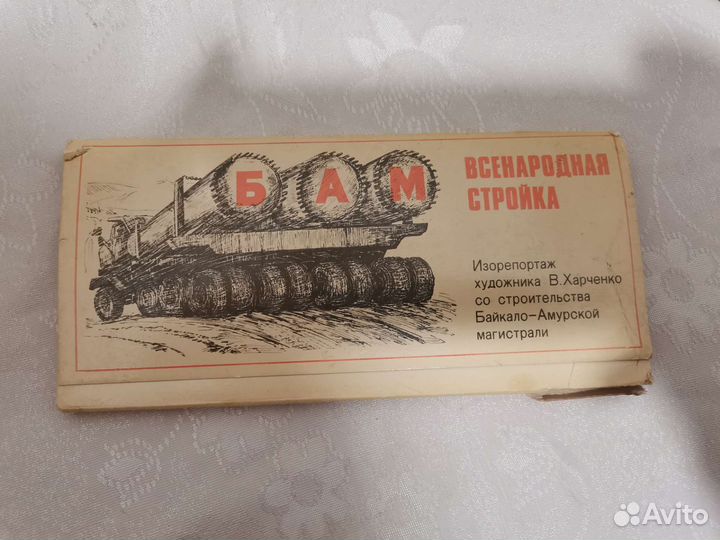 БАМ
ВСЕНАРОДНАЯ
СТРОЙКА
Изорепортаж
художника В.Харченко
со строительства
Байкало-Амурской
магистрали
Avito